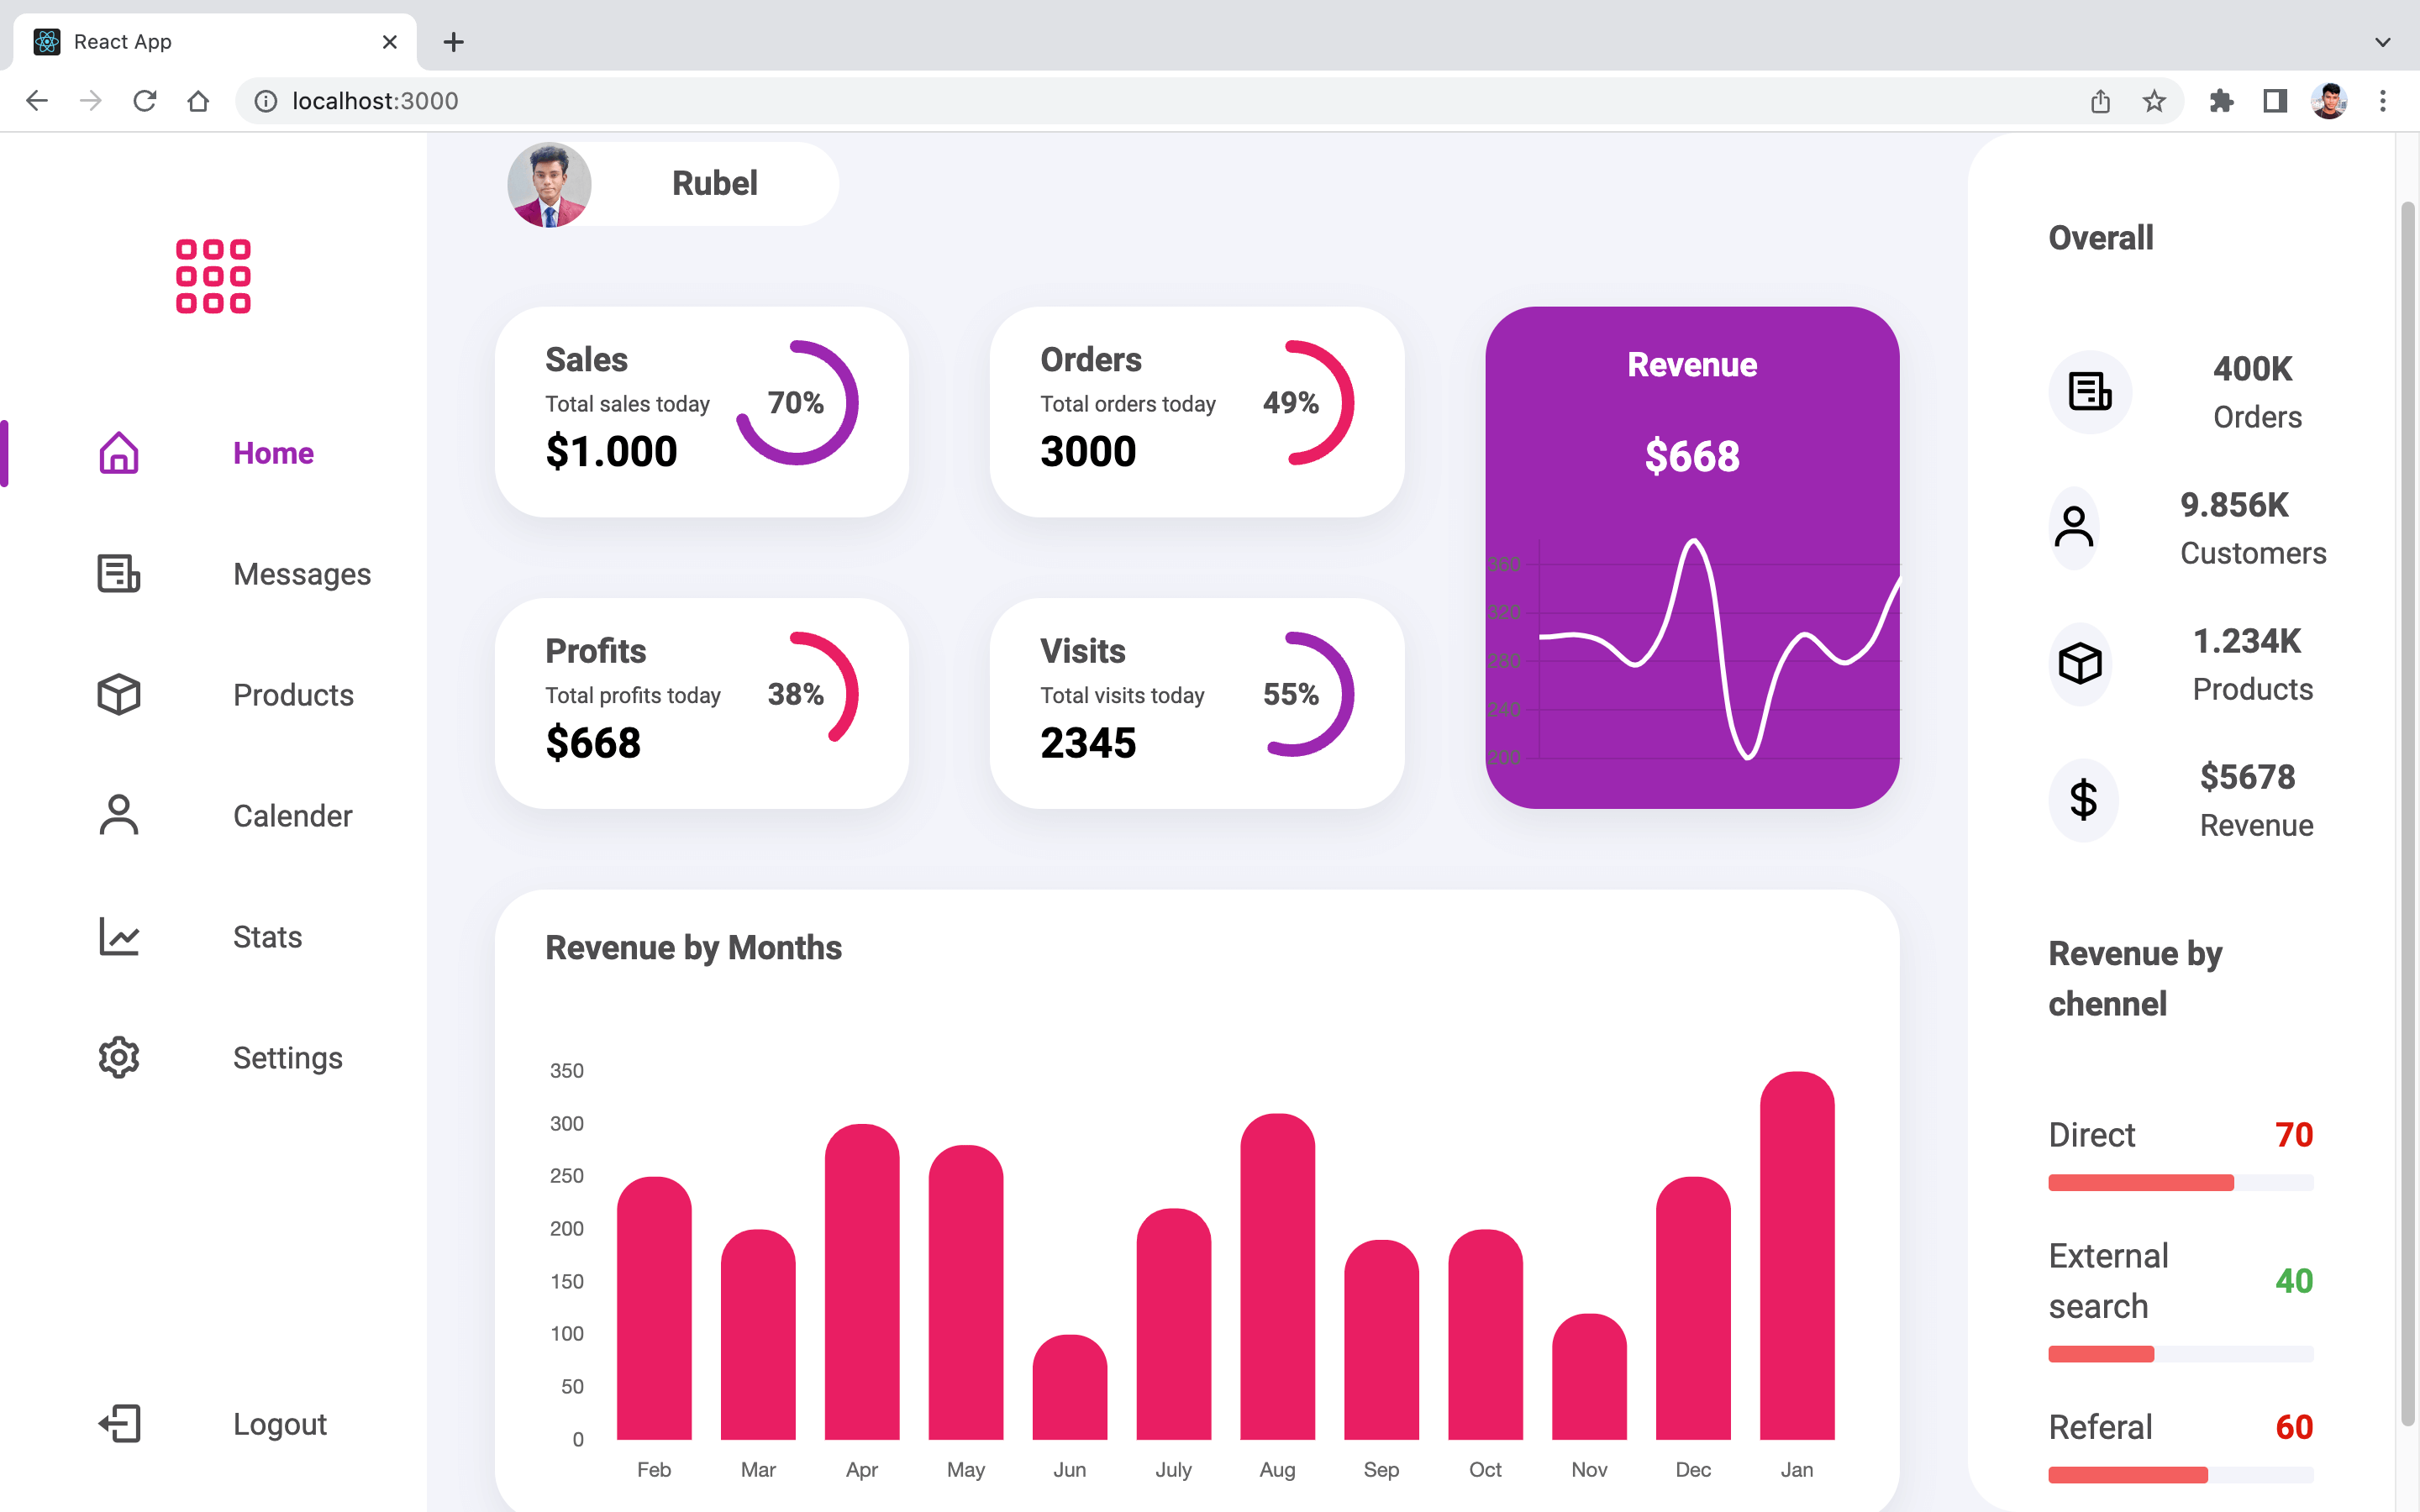 React App
localhost:3000
Rubel
Home
Messages
Products
Calender
Stats
Settings
Logout
Sales
Total sales today
$1.000
70%
Orders
Total orders today
3000
49%
Profits
Total profits today
$668
38%
Visits
Total visits today
2345
55%
Revenue
$668
360
320
280
240
200
Revenue by Months
350
300
250
200
150
100
50
0
Feb Mar Apr May Jun July Aug Sep Oct Nov Dec Jan
Overall
400K
Orders
9.856K
Customers
1.234K
Products
$5678
Revenue
Revenue by
chennel
Direct 70
External
search
40
Referal 60